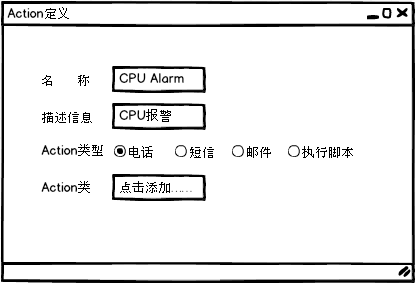 Action定义
名 称 CPU Alarm
描述信息 CPU报警
Action类型 电话 短信 邮件 执行脚本
Action类 点击添加......